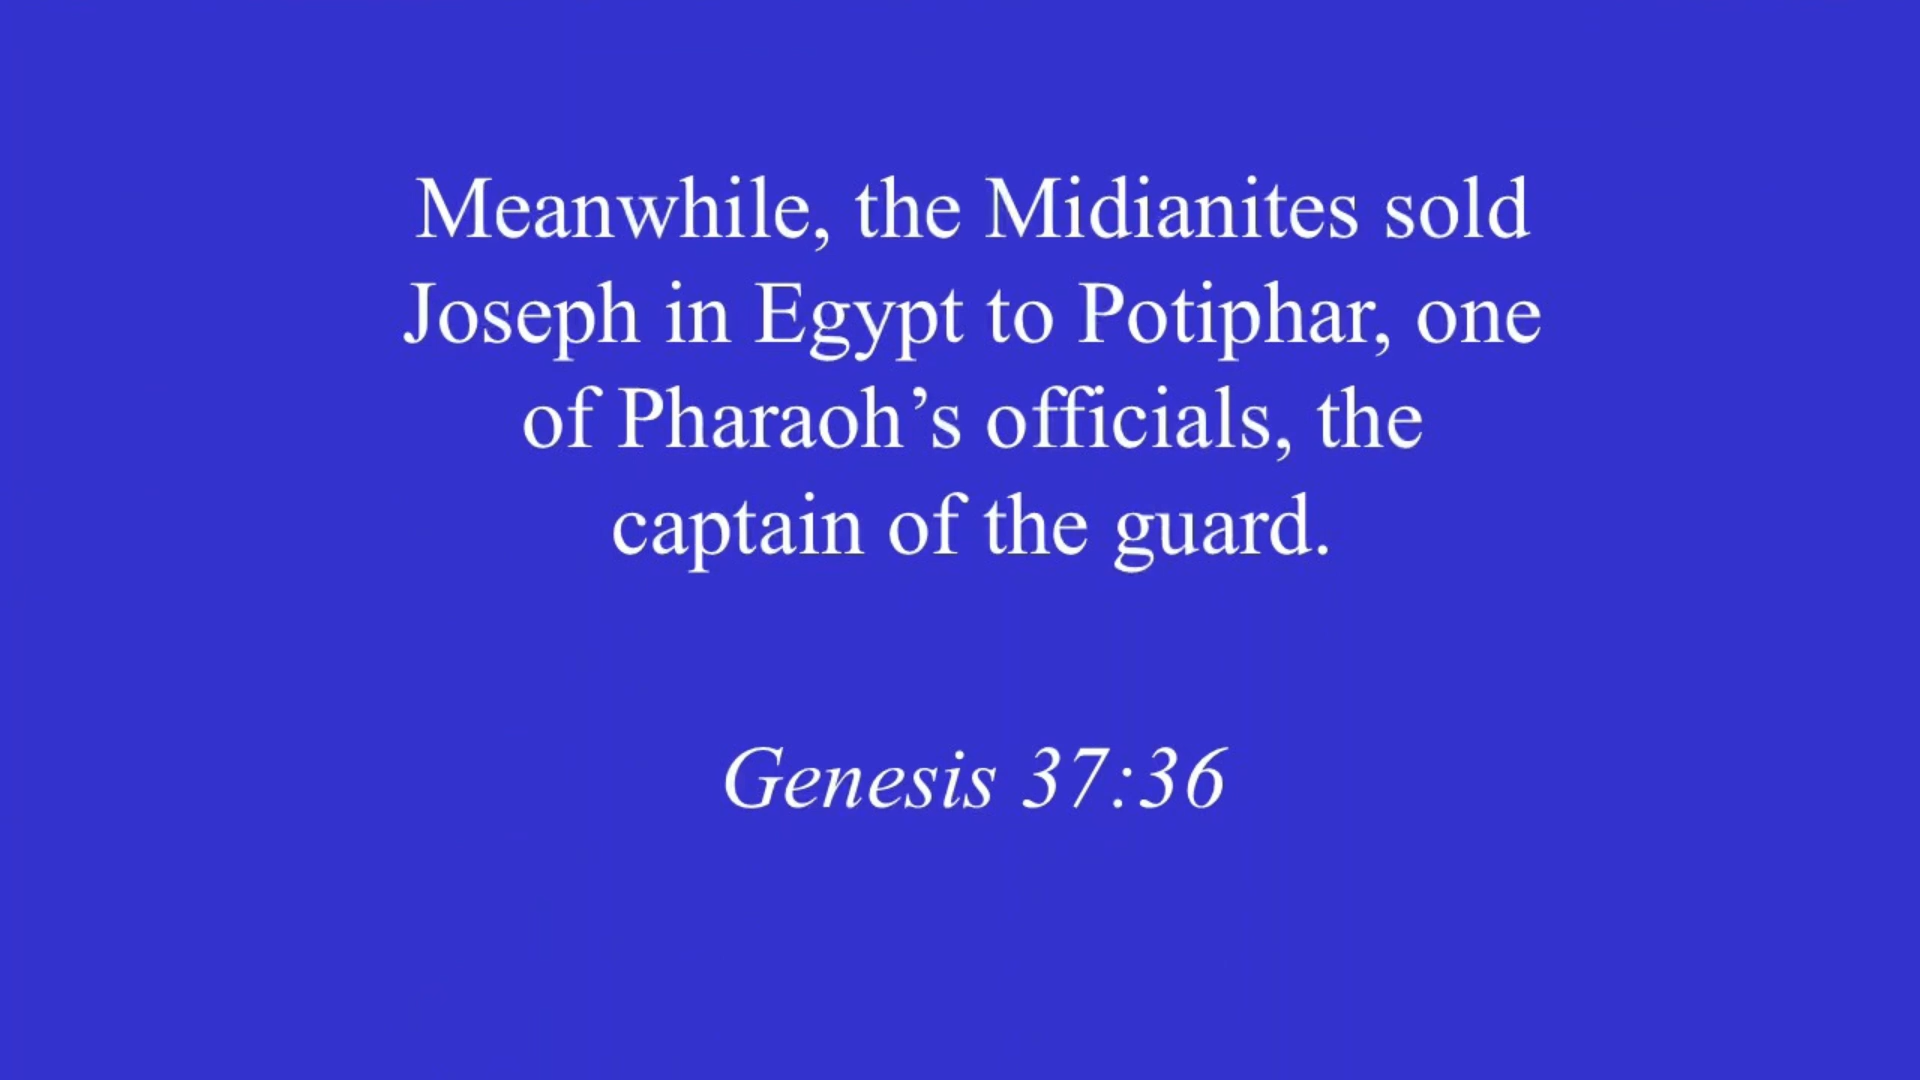 Meanwhile, the Midianites sold
Joseph in Egypt to Potiphar, one
of Pharaoh’s officials, the
captain of the guard.
Genesis 37:36